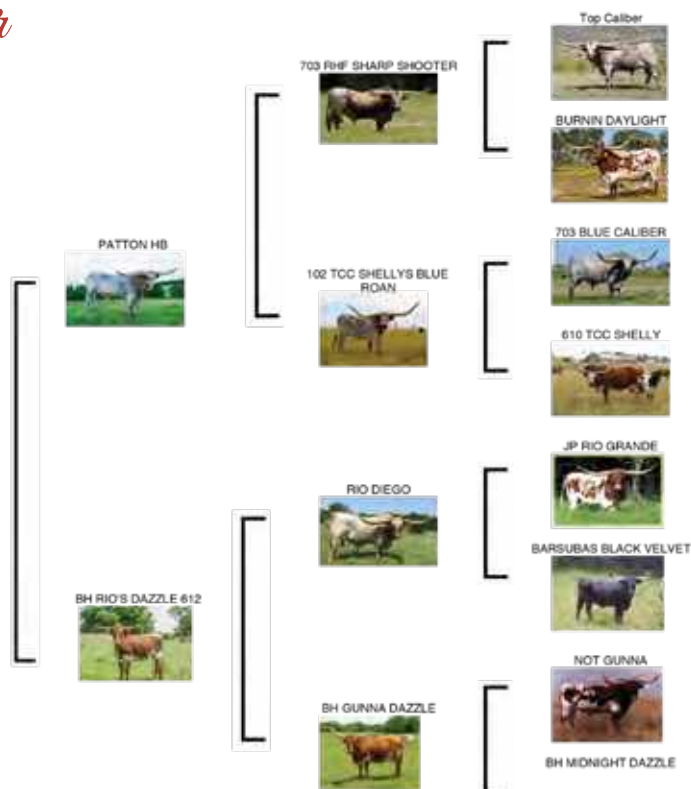 Top Caliber
703 RHF SHARP SHOOTER
BURNIN DAYLIGHT
PATTON HB
703 BLUE CALIBER
102 TCC SHELLYS BLUE
ROAN
610 TCC SHELLY
JP RIO GRANDE
RIO DIEGO
BARSUBAS BLACK VELVET
BH RIO'S DAZZLE 612
NOT GUNNA
BH GUNNA DAZZLE
BH MIDNIGHT DAZZLE